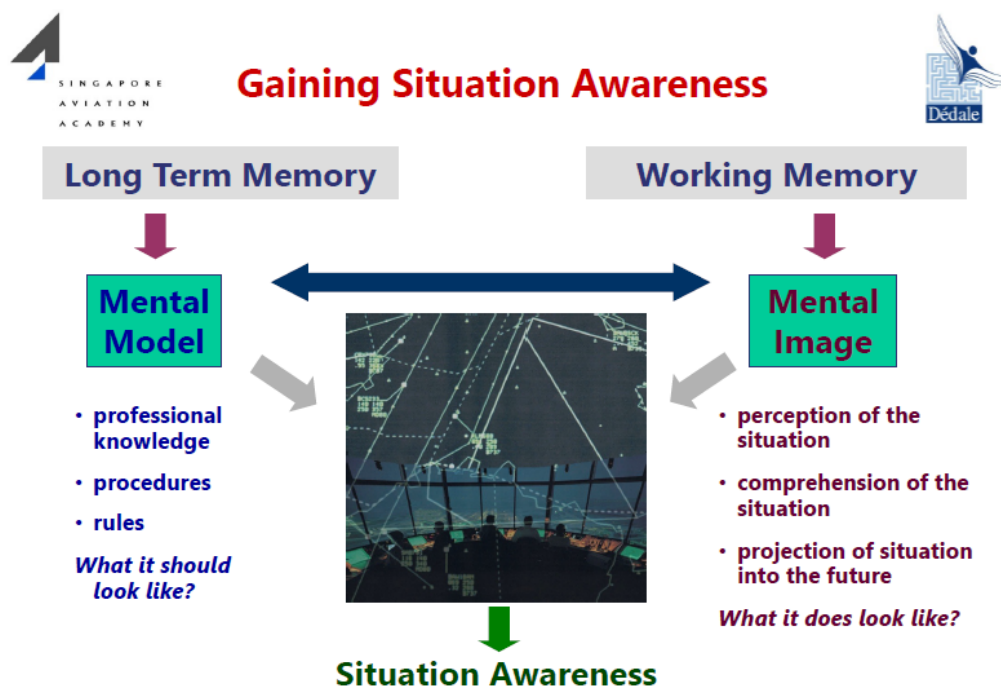 SINGAPORE
AVIATION
ACADEMY
Gaining Situation Awareness
Dédale
Long Term Memory
Working Memory
Mental
Model
Mental
Image
• professional
knowledge
• procedures
• rules
What it should
look like?
• perception of the
situation
• comprehension of the
situation
• projection of situation
into the future
What it does look like?
Situation Awareness